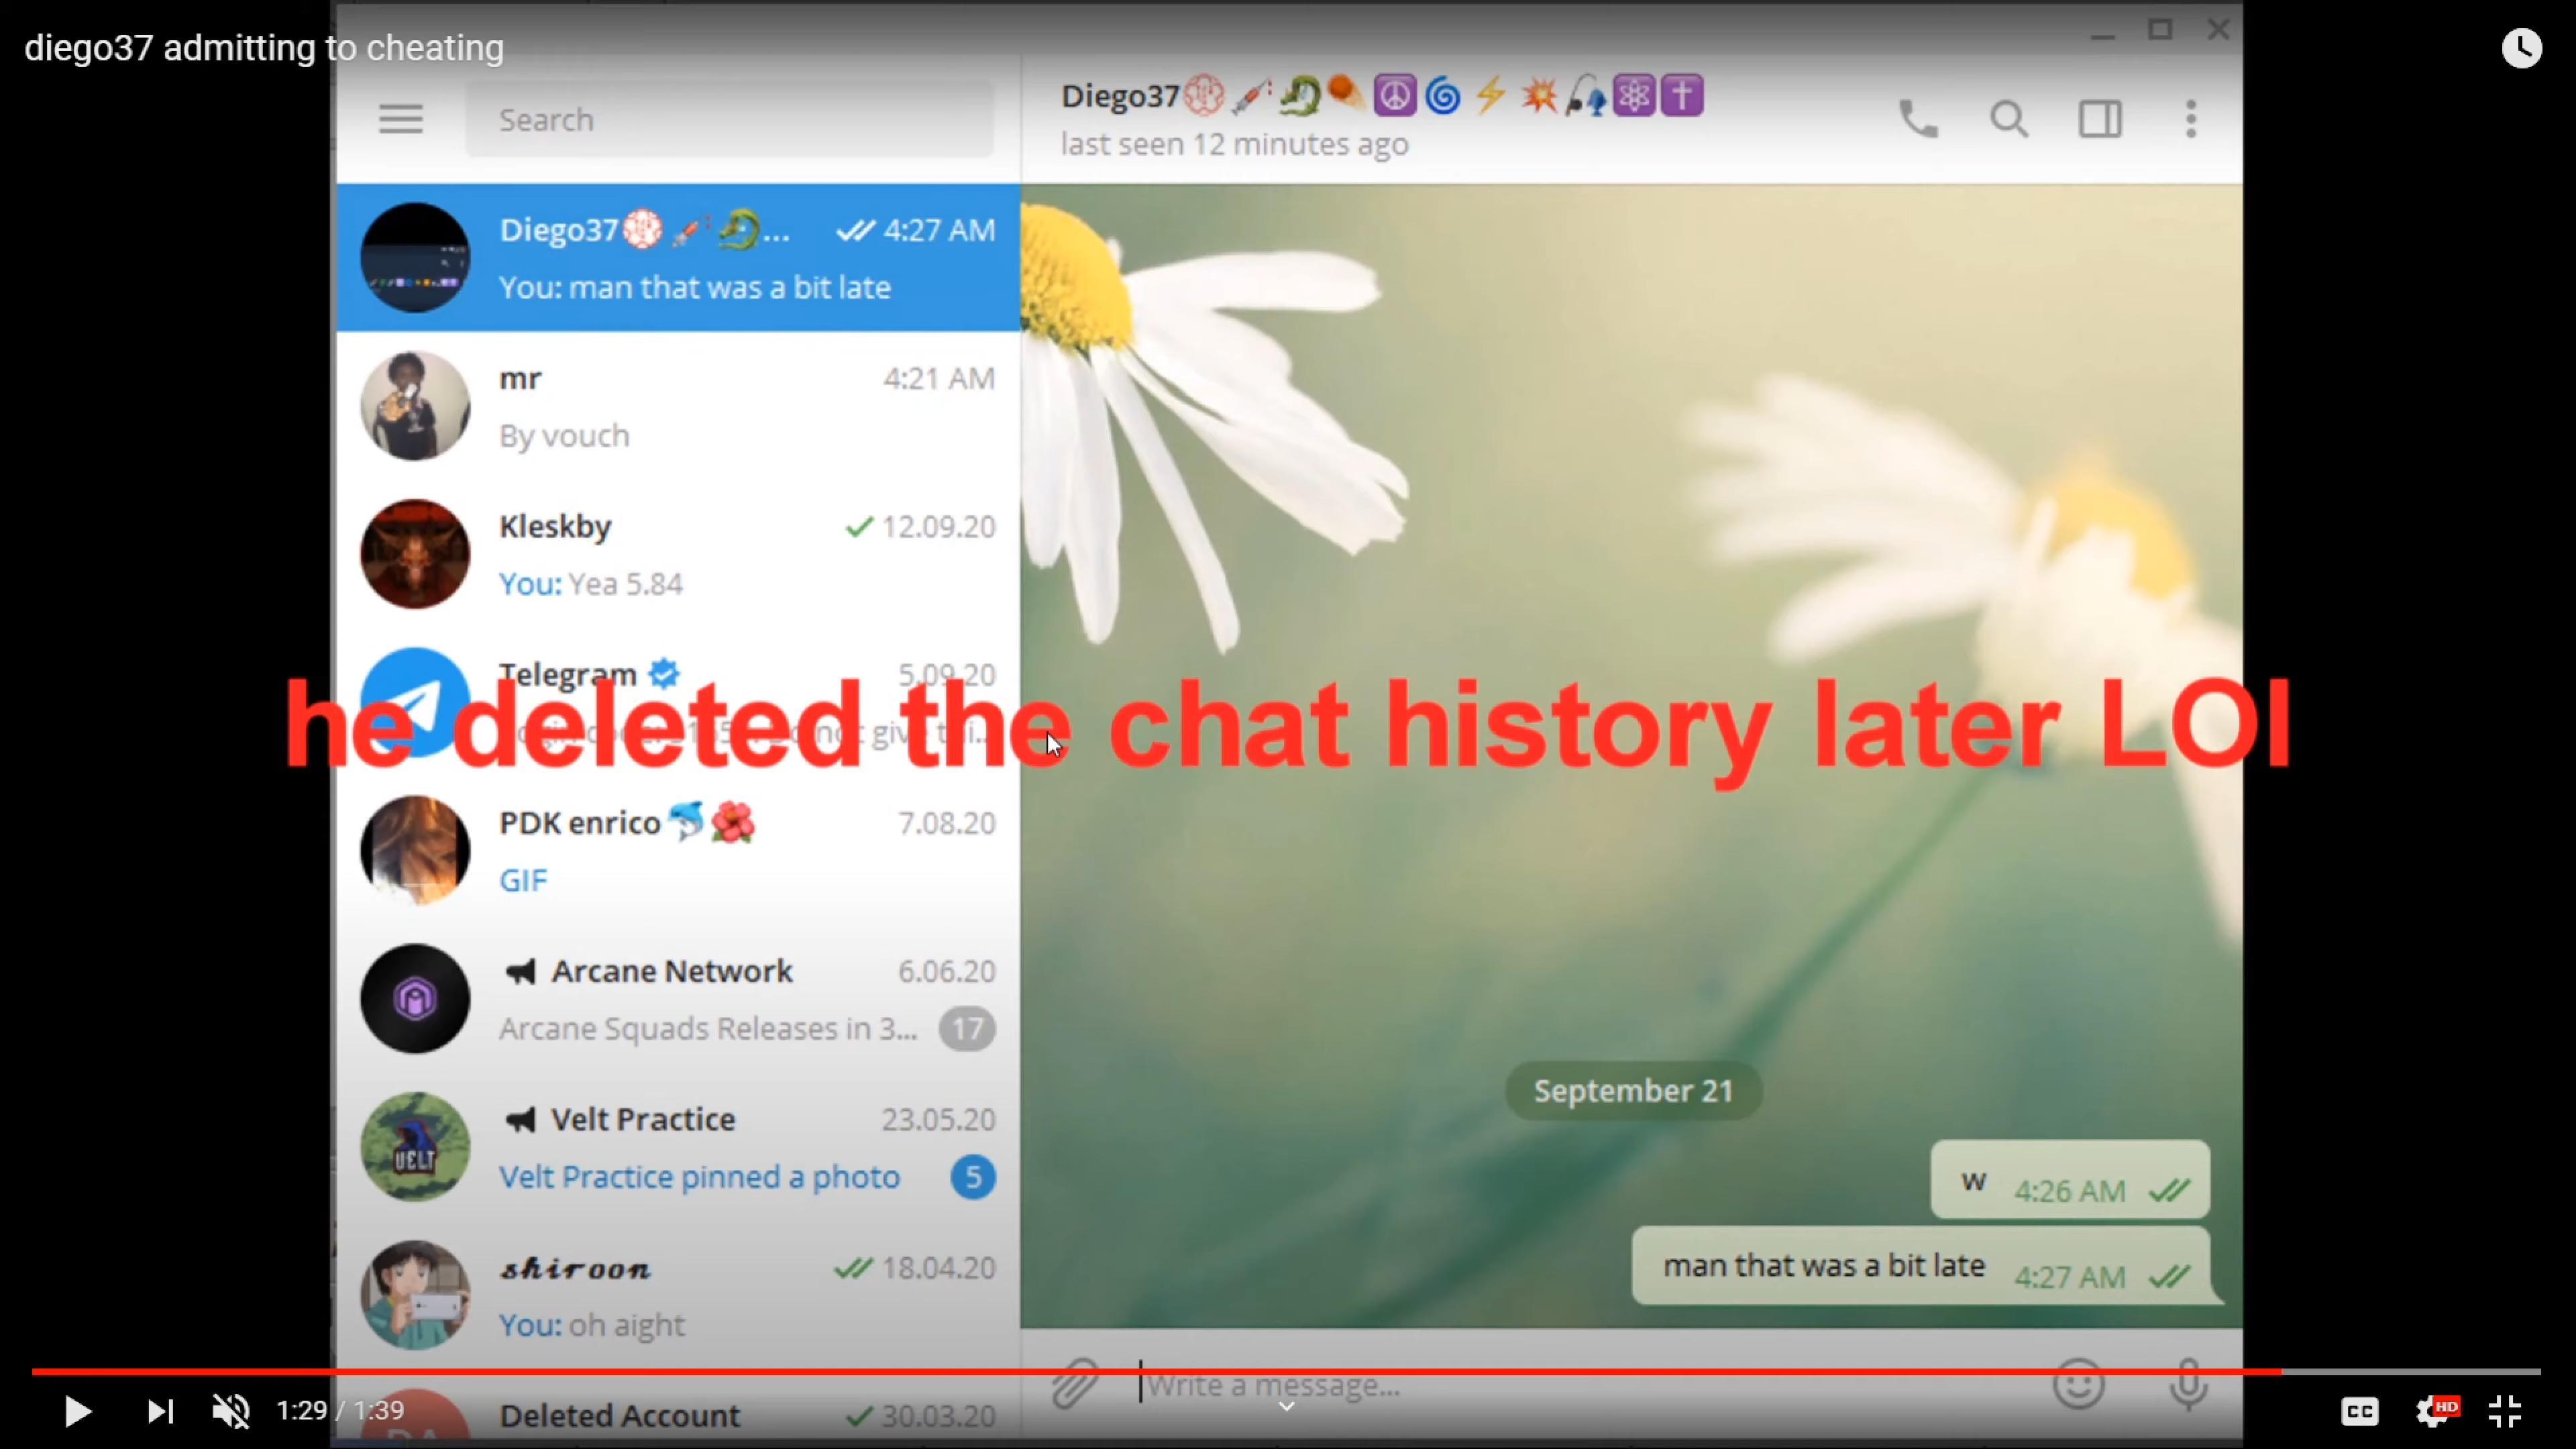 diego37 admitting to cheating
Search
Diego37
last seen 12 minutes ago
Diego37 ... 4:27 AM
You: man that was a bit late
mr 4:21 AM
By vouch
Kleskby 12.09.20
You: Yea 5.84
Telegram 5.09.20
he deleted the chat history later LOl
PDK enrico 7.08.20
GIF
Arcane Network 6.06.20
Arcane Squads Releases in 3... 17
Velt Practice 23.05.20
Velt Practice pinned a photo 5
VELT
shiroon 18.04.20
You: oh aight
Deleted Account 30.03.20
September 21
w 4:26 AM
man that was a bit late 4:27 AM
Write a message...
1:29 / 1:39
CC
HD